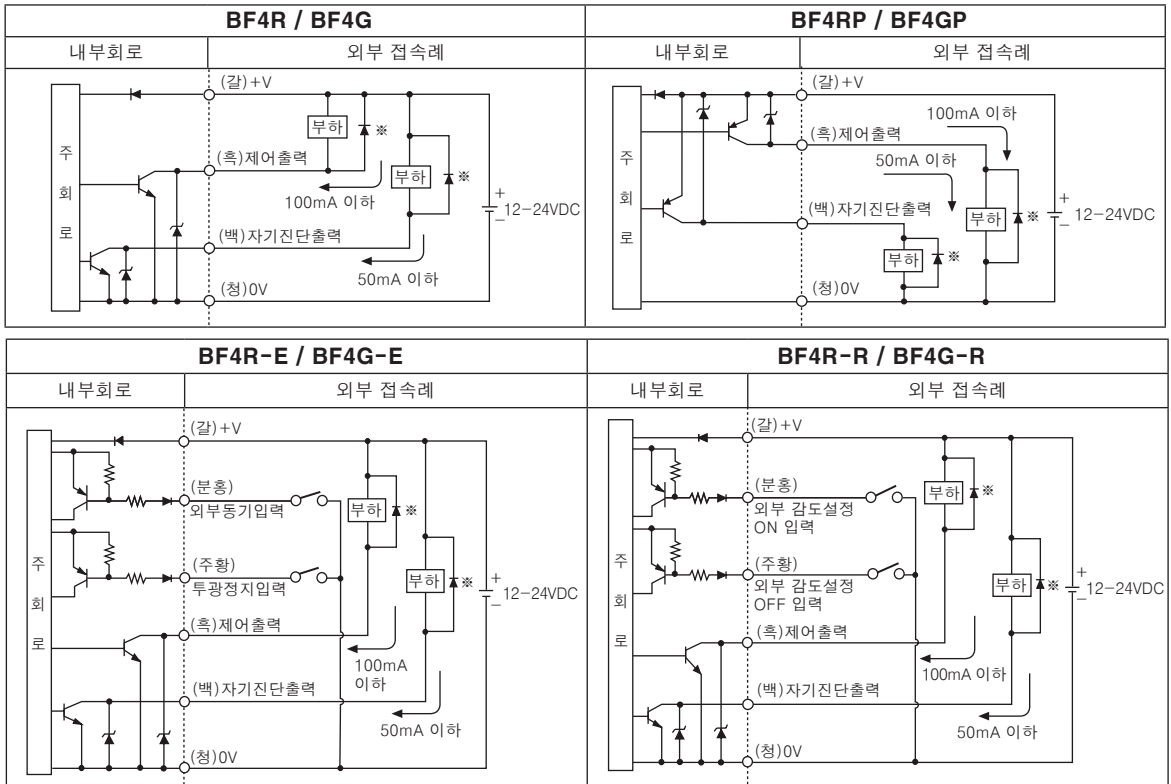 BF4R / BF4G
내부회로
외부 접속례
주
회
로
(갈)+V
부하
※
(흑)제어출력
100mA 이하
부하
※
(백)자기진단출력
50mA 이하
(청)0V
+
12-24VDC
-
BF4RP / BF4GP
내부회로
외부 접속례
주
회
로
(갈)+V
100mA 이하
(흑)제어출력
50mA 이하
(백)자기진단출력
부하
※
부하
※
(청)0V
+
12-24VDC
-
BF4R-E / BF4G-E
내부회로
외부 접속례
주
회
로
(갈)+V
(분홍)
외부동기입력
부하
※
(주황)
투광정지입력
부하
※
+
12-24VDC
-
(흑)제어출력
100mA
이하
(백)자기진단출력
50mA 이하
(청)0V
BF4R-R / BF4G-R
내부회로
외부 접속례
주
회
로
(갈)+V
(분홍)
외부 감도설정
ON 입력
부하
※
(주황)
외부 감도설정
OFF 입력
부하
※
+
12-24VDC
-
(흑)제어출력
100mA 이하
(백)자기진단출력
50mA 이하
(청)0V